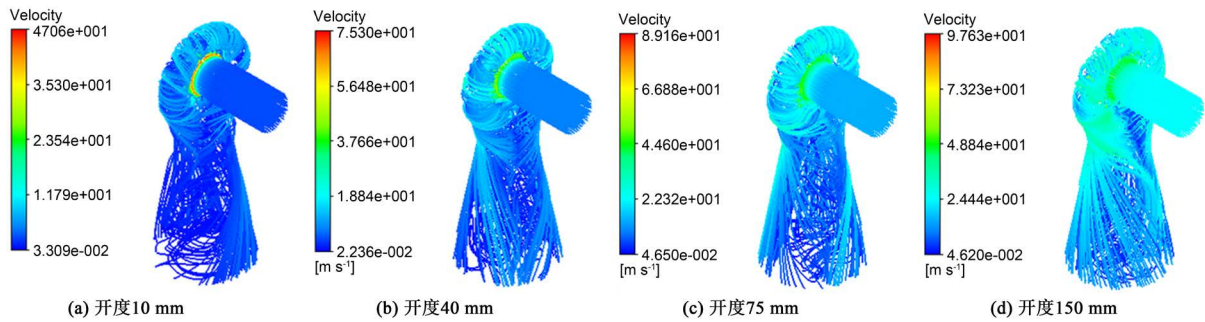 Velocity
4706e+001
3.530e+001
2.354e+001
1.179e+001
3.309e-002
(a) 开度10 mm
Velocity
7.530e+001
5.648e+001
3.766e+001
1.884e+001
2.236e-002
[m s⁻¹]
(b) 开度40 mm
Velocity
8.916e+001
6.688e+001
4.460e+001
2.232e+001
4.650e-002
[m s⁻¹]
(c) 开度75 mm
Velocity
9.763e+001
7.323e+001
4.884e+001
2.444e+001
4.620e-002
[m s⁻¹]
(d) 开度150 mm